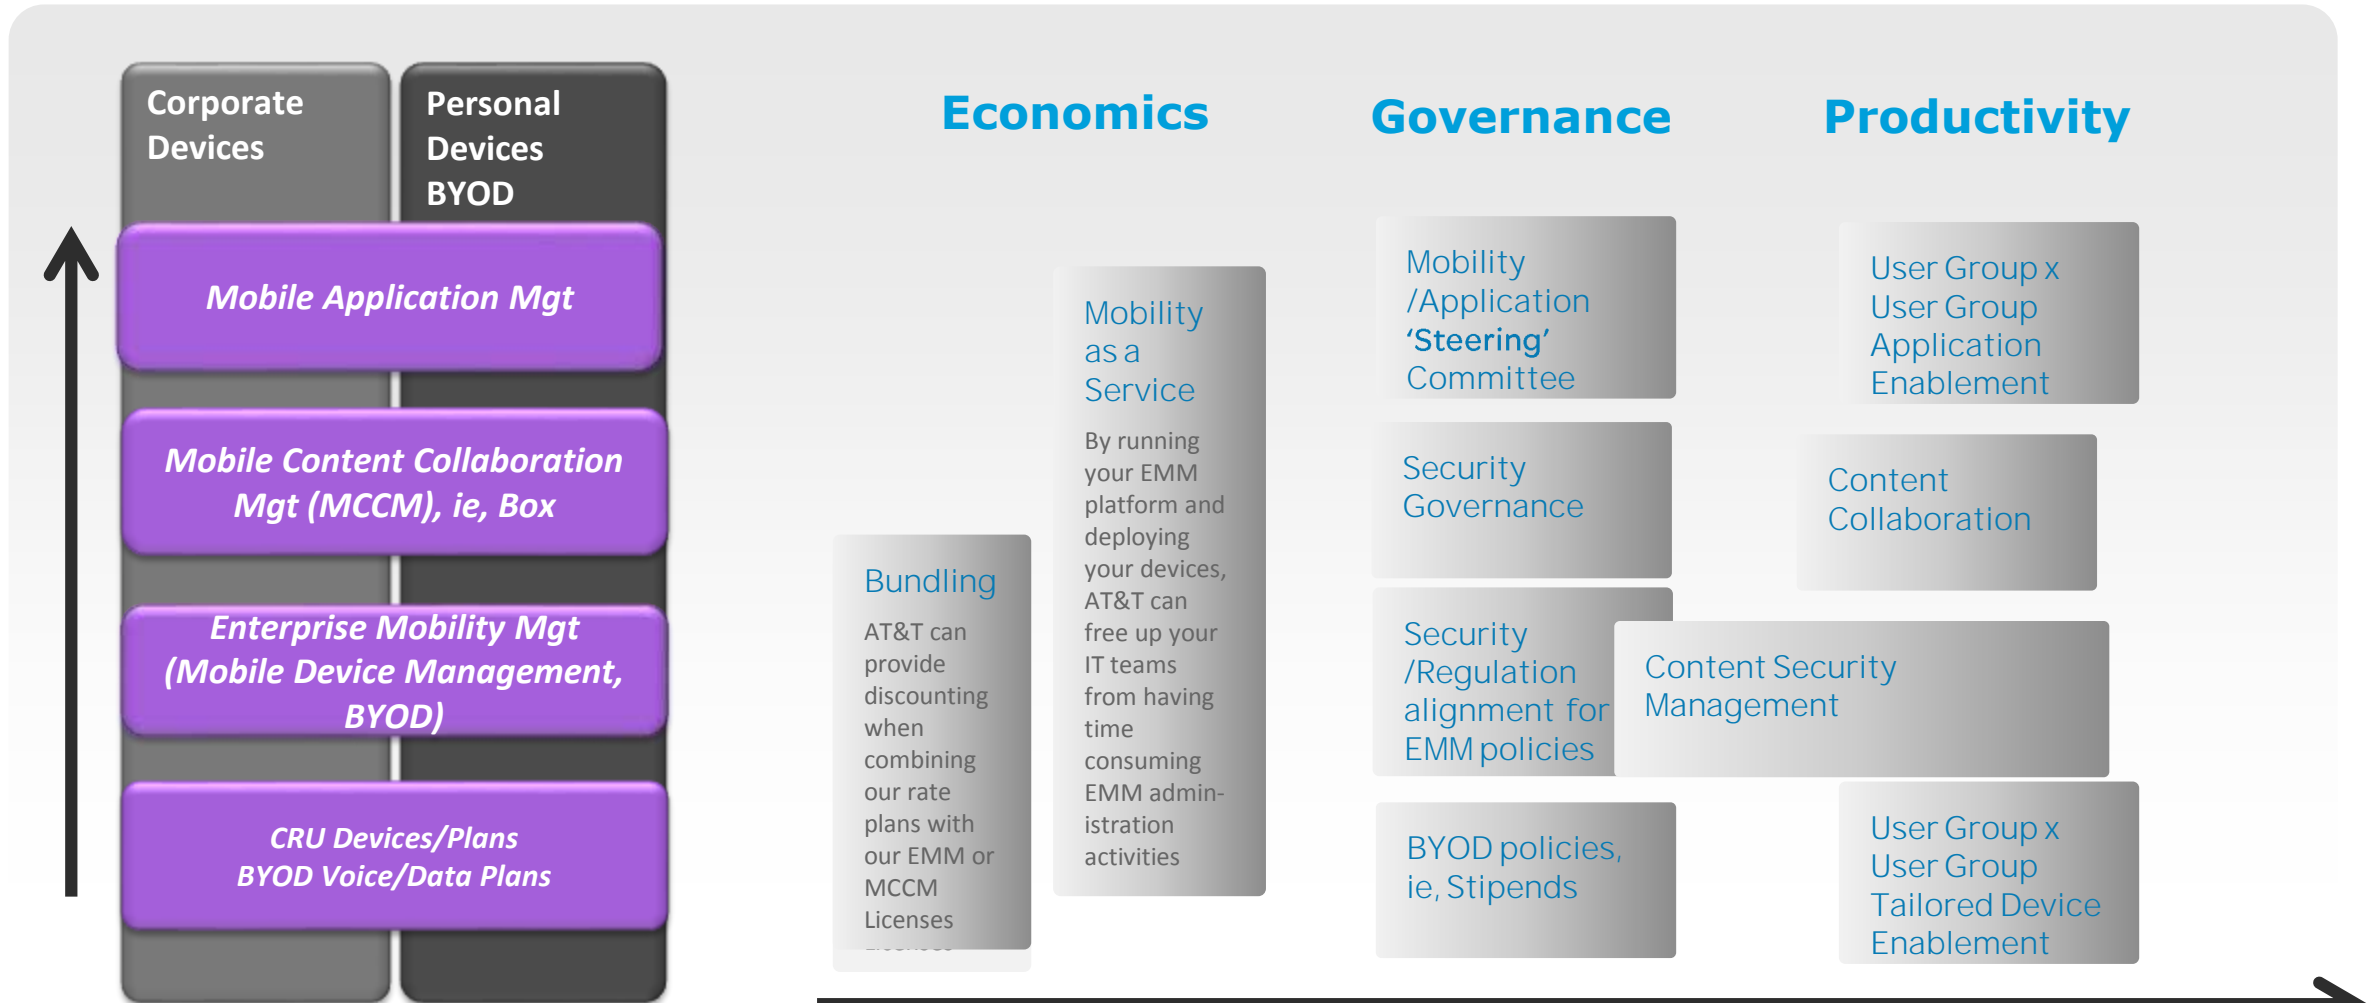 Corporate
Devices
Personal
Devices
BYOD
Mobile Application Mgt
Mobile Content Collaboration
Mgt (MCCM), ie, Box
Enterprise Mobility Mgt
(Mobile Device Management,
BYOD)
CRU Devices/Plans
BYOD Voice/Data Plans
Economics
Bundling
AT&T can
provide
discounting
when
combining
our rate
plans with
our EMM or
MCCM
Licenses
Mobility
as a
Service
By running
your EMM
platform and
deploying
your devices,
AT&T can
free up your
IT teams
from having
time
consuming
EMM admin-
istration
activities
Governance
Mobility
/Application
‘Steering’
Committee
Security
Governance
Security
/Regulation
alignment for
EMM policies
BYOD policies,
ie, Stipends
Productivity
User Group x
User Group
Application
Enablement
Content
Collaboration
Content Security
Management
User Group x
User Group
Tailored Device
Enablement